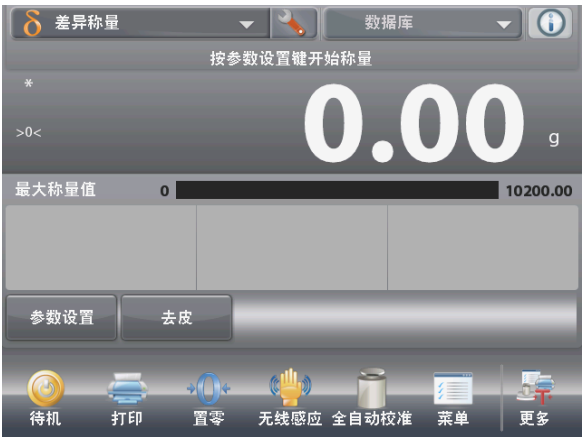 δ 差异称量 数据库
按参数设置键开始称量
*
0.00 g
>0<
最大称量值 0 10200.00
参数设置 去皮
待机 打印 置零 无线感应 全自动校准 菜单 更多